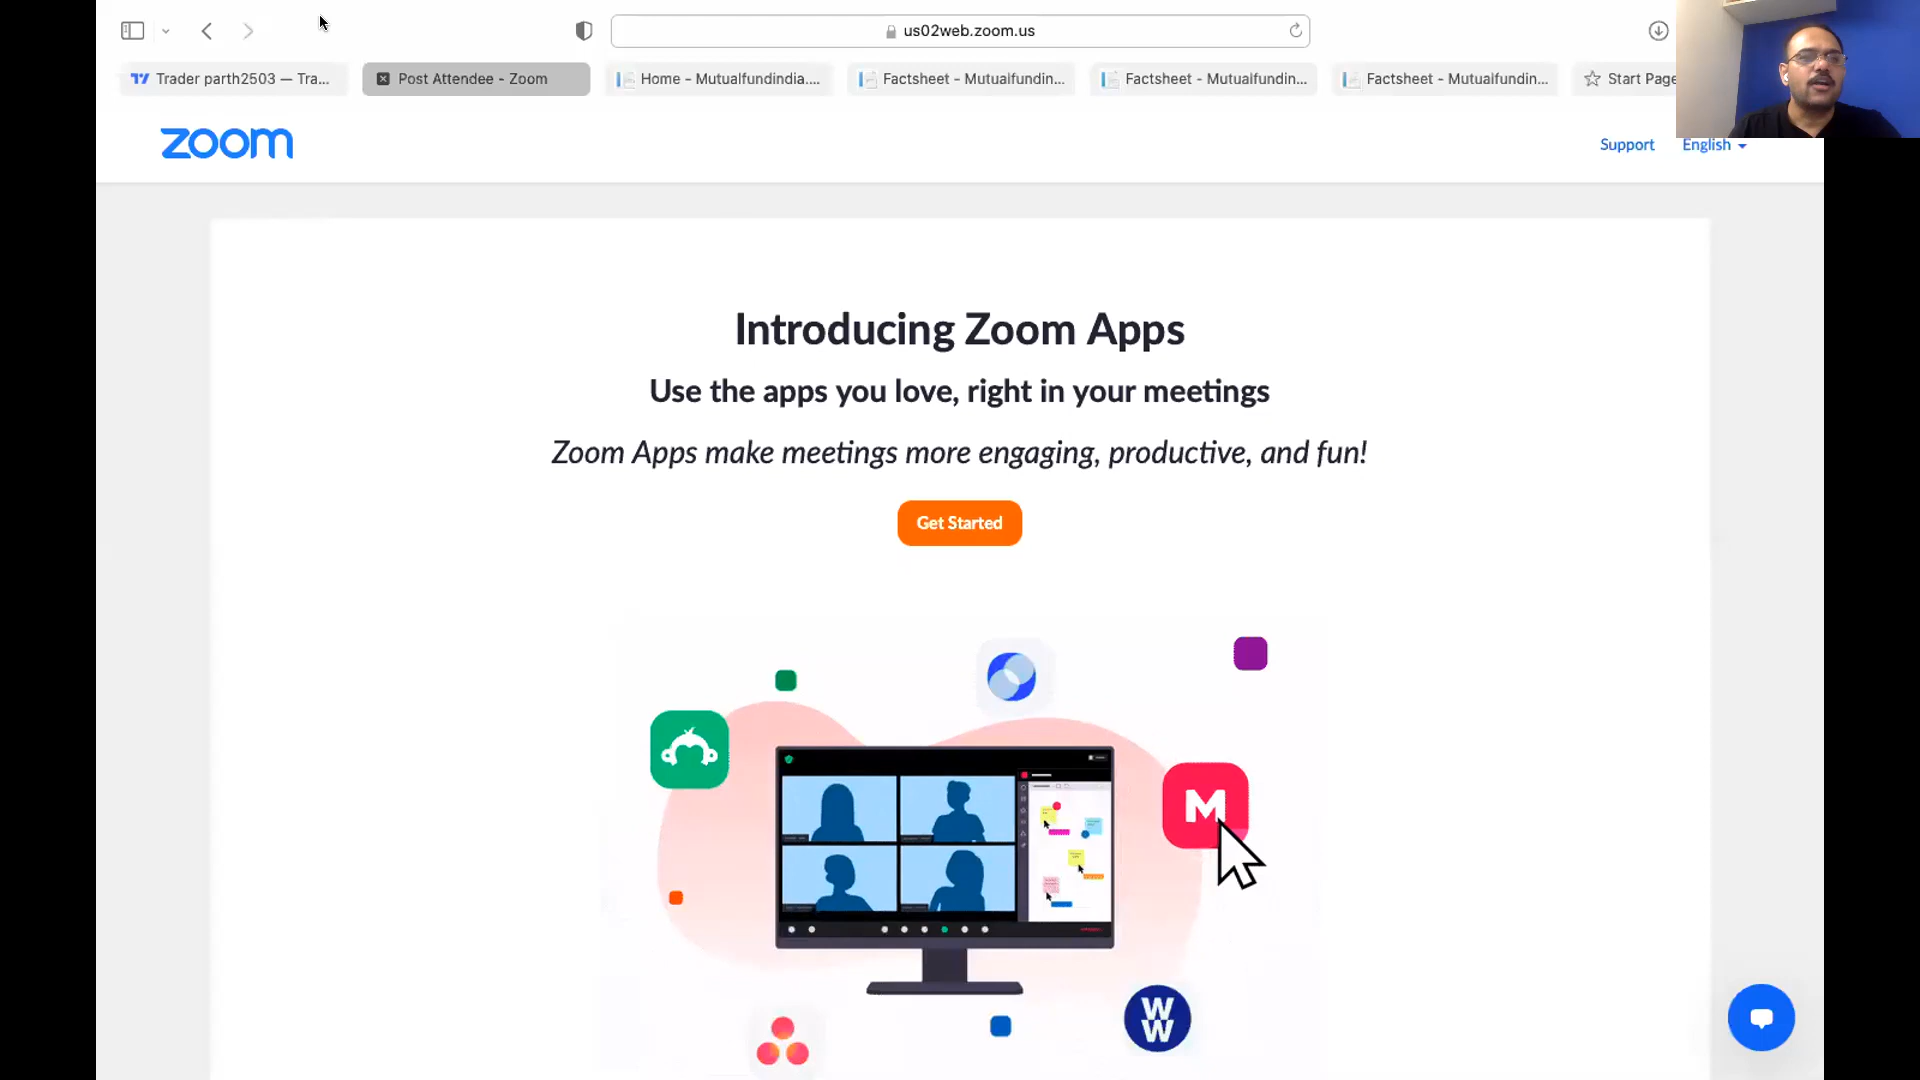 us02web.zoom.us
Trader parth2503 — Tra...
Post Attendee - Zoom
Home - Mutualfundindia....
Factsheet - Mutualfundin...
Factsheet - Mutualfundin...
Factsheet - Mutualfundin...
Start Page
zoom
Support
English
Introducing Zoom Apps
Use the apps you love, right in your meetings
Zoom Apps make meetings more engaging, productive, and fun!
Get Started
M
W
W